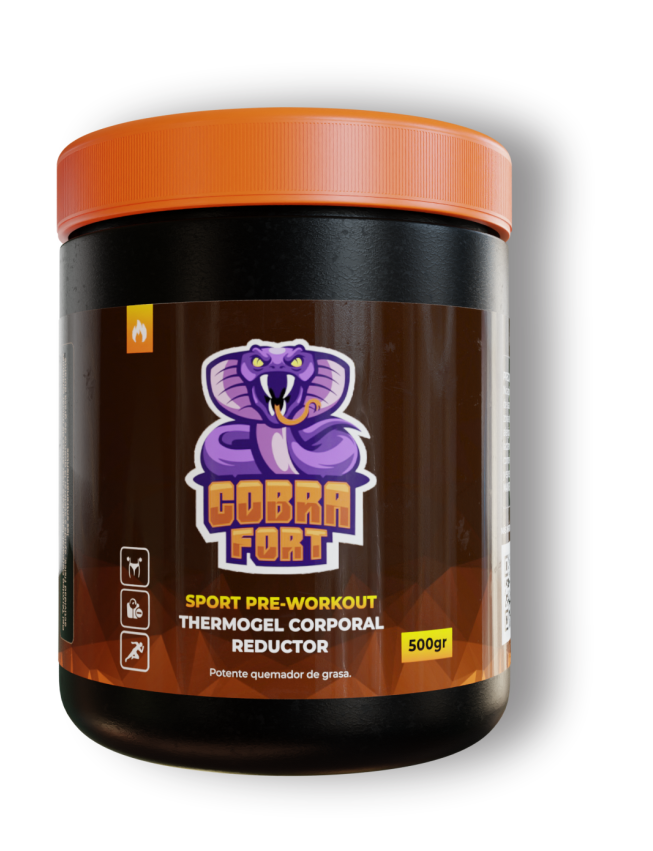 COBRA
FORT
SPORT PRE-WORKOUT
THERMOGEL CORPORAL
REDUCTOR
500gr
Potente quemador de grasa.